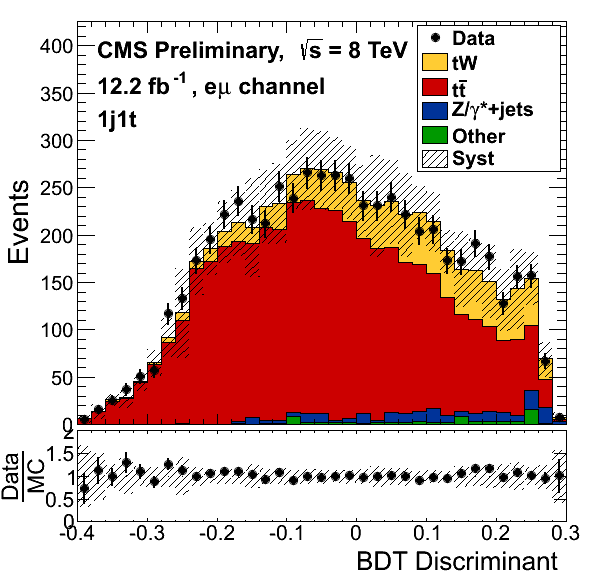 CMS Preliminary, √s = 8 TeV
12.2 fb⁻¹, eμ channel
1j1t
Data
tW
tt̄
Z/γ*+jets
Other
Syst
Events
400
350
300
250
200
150
100
50
0
Data/MC
2
1.5
1
0.5
0
-0.4 -0.3 -0.2 -0.1 0 0.1 0.2 0.3
BDT Discriminant